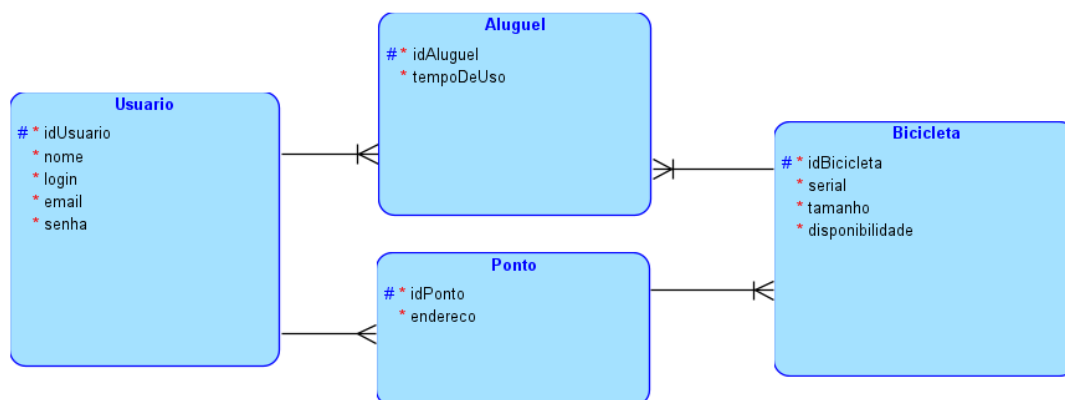 Usuario
# * idUsuario
* nome
* login
* email
* senha
Aluguel
# * idAluguel
* tempoDeUso
Ponto
# * idPonto
* endereco
Bicicleta
# * idBicicleta
* serial
* tamanho
* disponibilidade